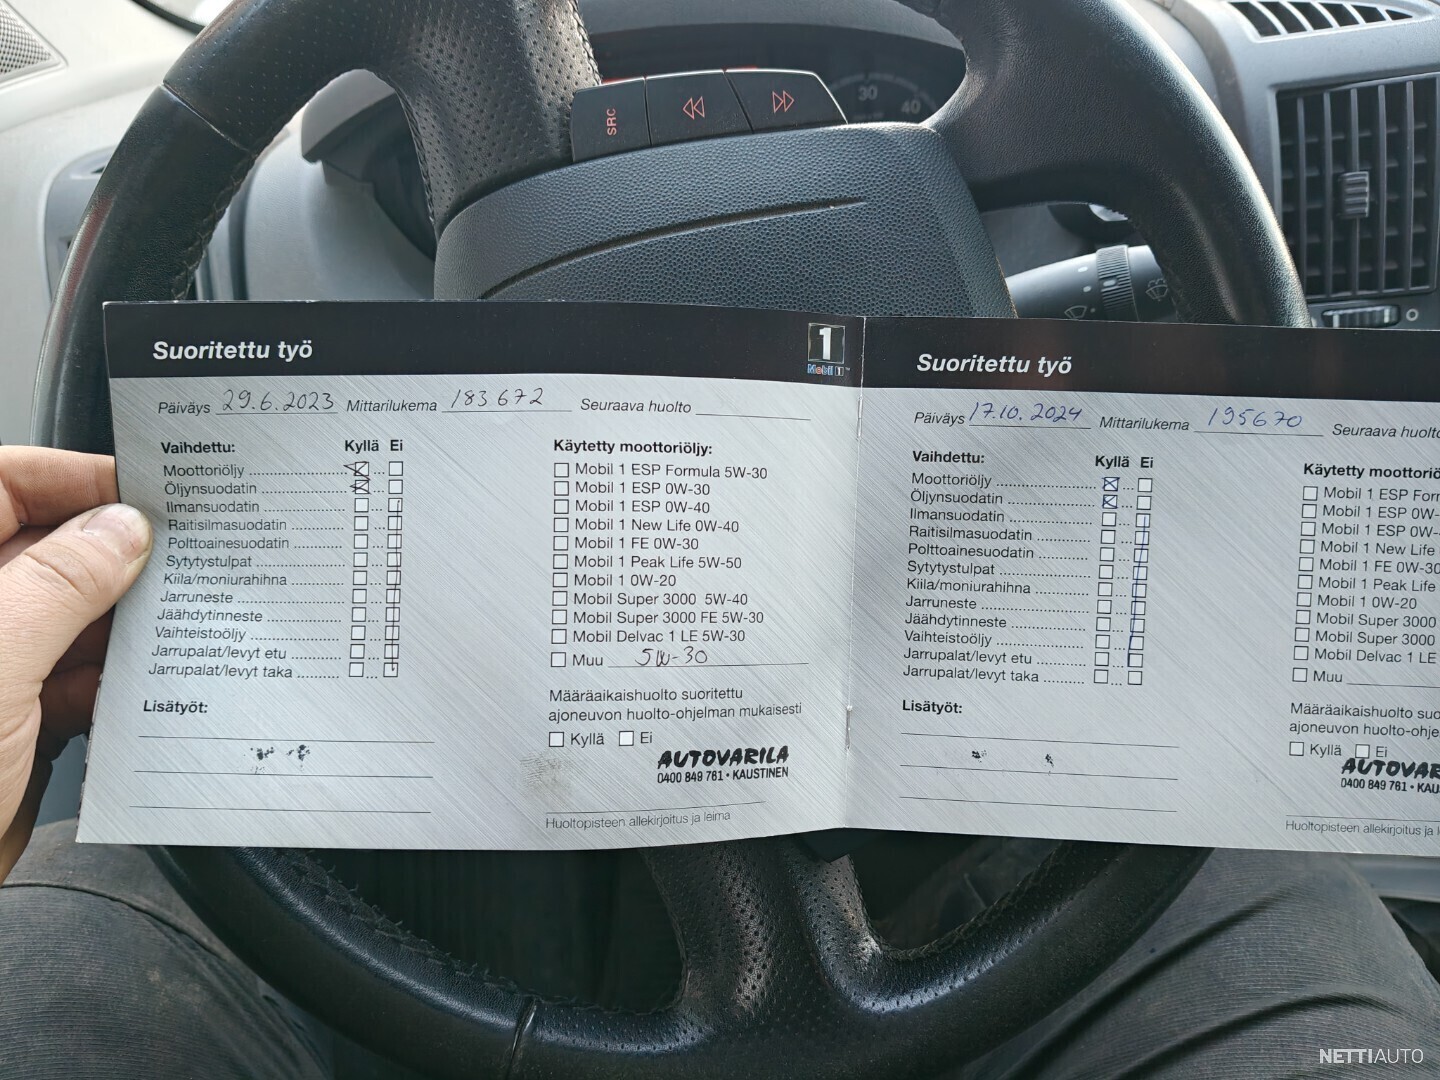 SRC
30
40
Suoritettu työ
1
Mobil 1
Päiväys 29.6.2023 Mittarilukema 183 672 Seuraava huolto
Vaihdettu: Kyllä Ei
Moottoriöljy
Öljynsuodatin
Ilmansuodatin
Raitisilmasuodatin
Polttoainesuodatin
Sytytystulpat
Kiila/moniurahihna
Jarruneste
Jäähdytinneste
Vaihteistoöljy
Jarrupalat/levyt etu
Jarrupalat/levyt taka
Lisätyöt:
Käytetty moottoriöljy:
Mobil 1 ESP Formula 5W-30
Mobil 1 ESP 0W-30
Mobil 1 ESP 0W-40
Mobil 1 New Life 0W-40
Mobil 1 FE 0W-30
Mobil 1 Peak Life 5W-50
Mobil 1 0W-20
Mobil Super 3000 5W-40
Mobil Super 3000 FE 5W-30
Mobil Delvac 1 LE 5W-30
Muu 5W-30
Määräaikaishuolto suoritettu
ajoneuvon huolto-ohjelman mukaisesti
Kyllä Ei
AUTOVARILA
0400 849 761 • KAUSTINEN
Huoltopisteen allekirjoitus ja leima
Suoritettu työ
Päiväys 17.10.2024 Mittarilukema 195670 Seuraava huolto
Vaihdettu: Kyllä Ei
Moottoriöljy
Öljynsuodatin
Ilmansuodatin
Raitisilmasuodatin
Polttoainesuodatin
Sytytystulpat
Kiila/moniurahihna
Jarruneste
Jäähdytinneste
Vaihteistoöljy
Jarrupalat/levyt etu
Jarrupalat/levyt taka
Lisätyöt:
Käytetty moottoriö
Mobil 1 ESP For
Mobil 1 ESP 0W-
Mobil 1 ESP 0W-
Mobil 1 New Life
Mobil 1 FE 0W-30
Mobil 1 Peak Life
Mobil 1 0W-20
Mobil Super 3000
Mobil Super 3000
Mobil Delvac 1 LE
Muu
Määräaikaishuolto suo
ajoneuvon huolto-ohje
Kyllä Ei
AUTOVAR
0400 849 761 • KAU
Huoltopisteen allekirjoitus ja l
NETTIAUTO